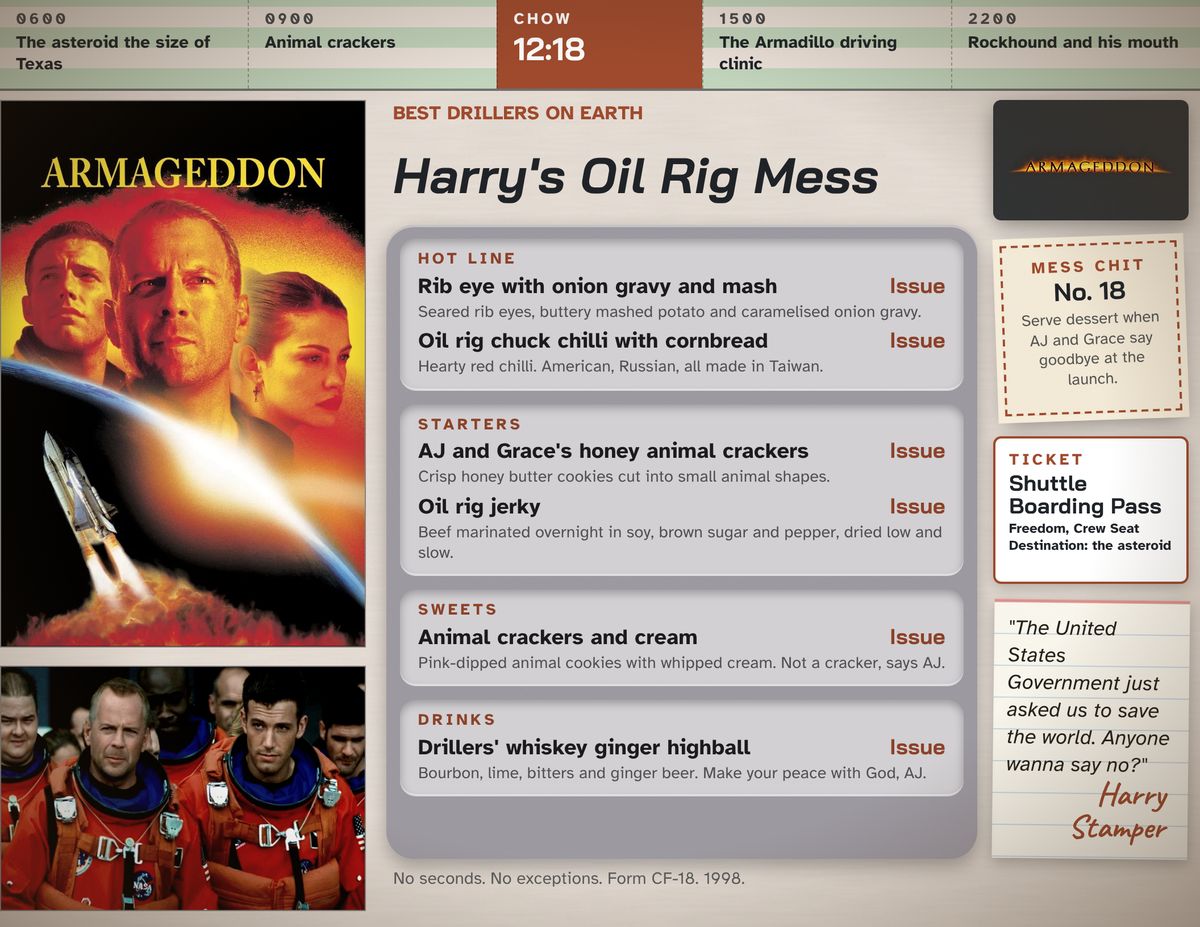 0600
The asteroid the size of
Texas
0900
Animal crackers
CHOW
12:18
1500
The Armadillo driving
clinic
2200
Rockhound and his mouth
ARMAGEDDON
BEST DRILLERS ON EARTH
Harry's Oil Rig Mess
HOT LINE
Rib eye with onion gravy and mash Issue
Seared rib eyes, buttery mashed potato and caramelised onion gravy.
Oil rig chuck chilli with cornbread Issue
Hearty red chilli. American, Russian, all made in Taiwan.
STARTERS
AJ and Grace's honey animal crackers Issue
Crisp honey butter cookies cut into small animal shapes.
Oil rig jerky Issue
Beef marinated overnight in soy, brown sugar and pepper, dried low and
slow.
SWEETS
Animal crackers and cream Issue
Pink-dipped animal cookies with whipped cream. Not a cracker, says AJ.
DRINKS
Drillers' whiskey ginger highball Issue
Bourbon, lime, bitters and ginger beer. Make your peace with God, AJ.
No seconds. No exceptions. Form CF-18. 1998.
ARMAGEDDON
MESS CHIT
No. 18
Serve dessert when
AJ and Grace say
goodbye at the
launch.
TICKET
Shuttle
Boarding Pass
Freedom, Crew Seat
Destination: the asteroid
"The United
States
Government just
asked us to save
the world. Anyone
wanna say no?"
Harry
Stamper
NASA